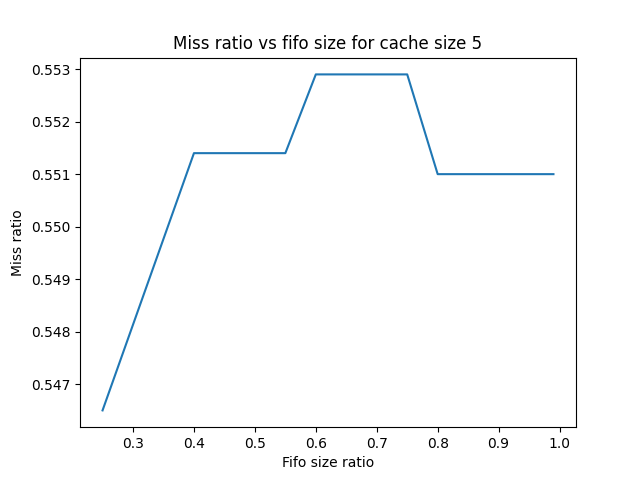 Miss ratio vs fifo size for cache size 5
0.553
0.552
0.551
0.550
0.549
0.548
0.547
Miss ratio
0.3 0.4 0.5 0.6 0.7 0.8 0.9 1.0
Fifo size ratio